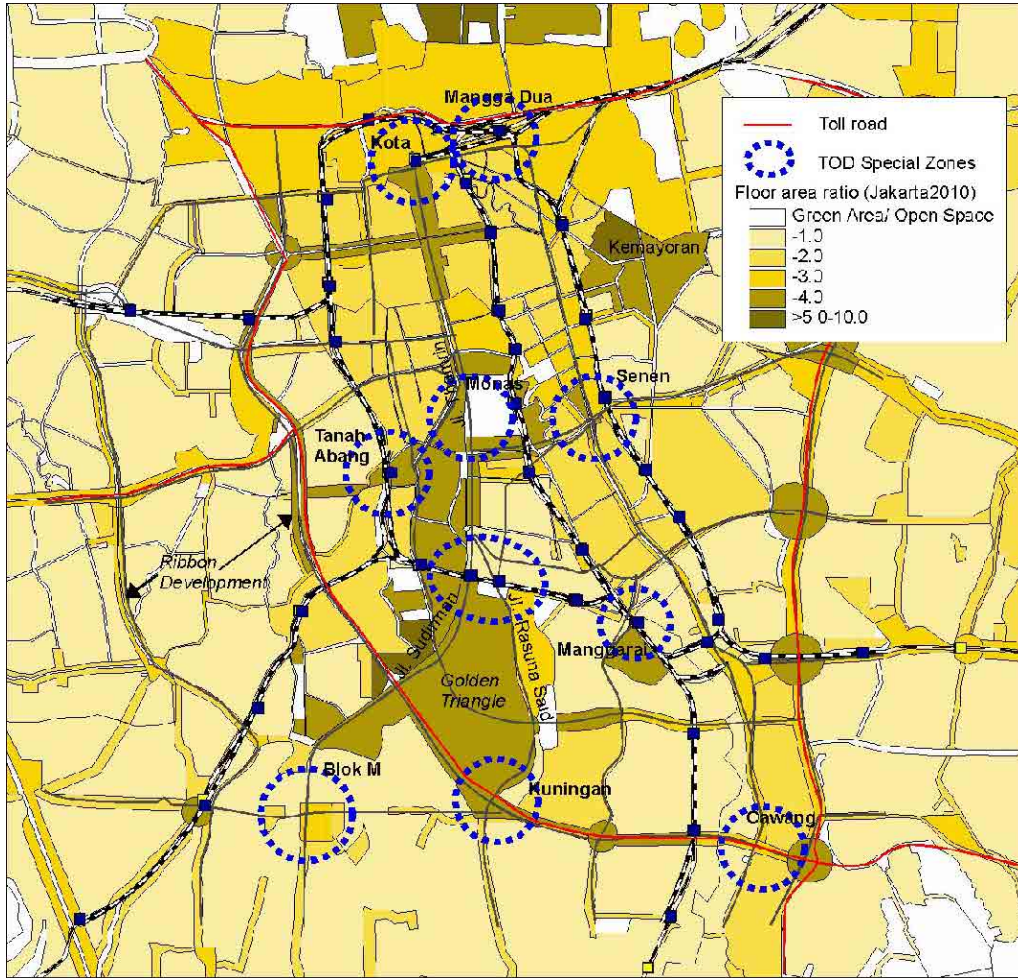 Mangga Dua
Kota
Toll road
TOD Special Zones
Floor area ratio (Jakarta2010)
Green Area/ Open Space
-1.0
-2.0
-3.0
-4.0
>5.0-10.0
Kemayoran
Monas
Senen
Tanah
Abang
Ribbon
Development
Jl. Sudirman
Jl. Rasuna Said
Manggarai
Golden
Triangle
Blok M
Kuningan
Cawang